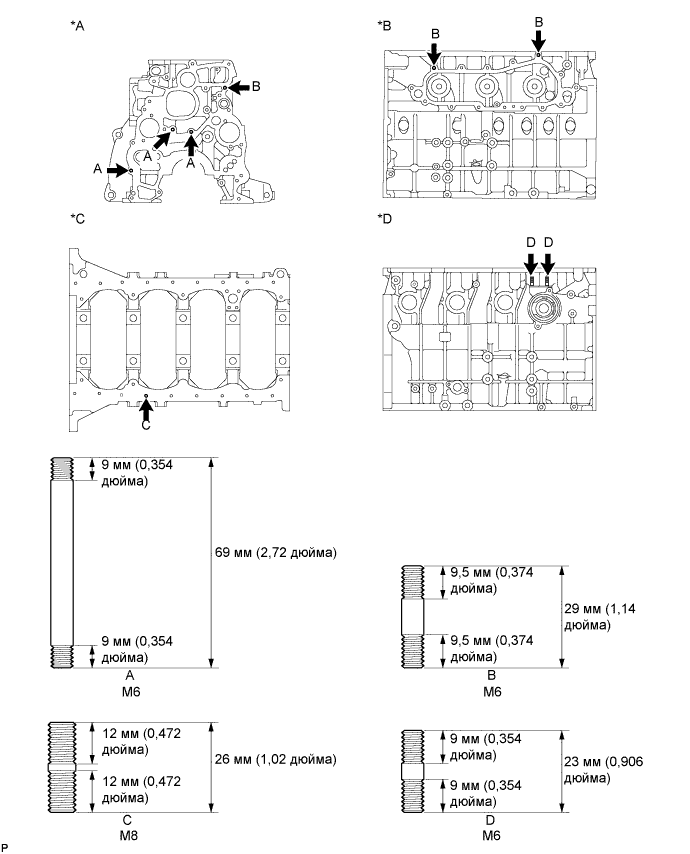 *A
*B
B
B
B
A
A
A
*C
*D
D D
C
9 мм (0,354
дюйма)
69 мм (2,72 дюйма)
9 мм (0,354
дюйма)
A
M6
9,5 мм (0,374
дюйма)
29 мм (1,14
дюйма)
9,5 мм (0,374
дюйма)
B
M6
12 мм (0,472
дюйма)
26 мм (1,02 дюйма)
12 мм (0,472
дюйма)
C
M8
9 мм (0,354
дюйма)
23 мм (0,906
дюйма)
9 мм (0,354
дюйма)
D
M6
P